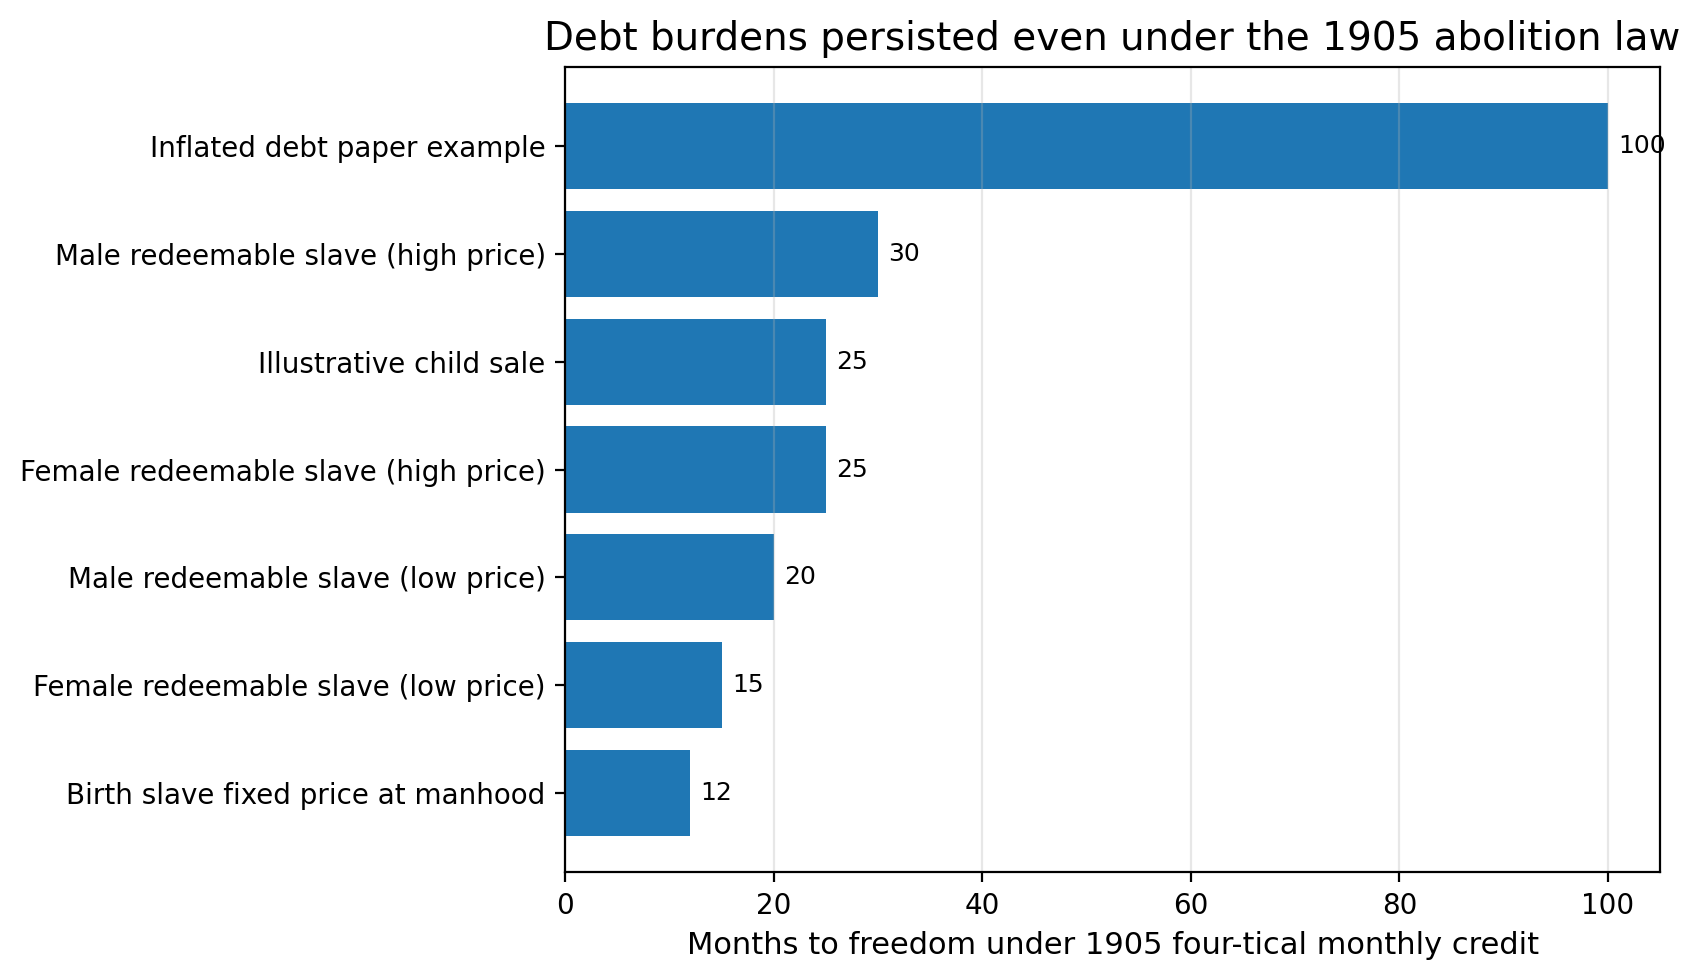 Debt burdens persisted even under the 1905 abolition law
Inflated debt paper example
100
Male redeemable slave (high price)
30
Illustrative child sale
25
Female redeemable slave (high price)
25
Male redeemable slave (low price)
20
Female redeemable slave (low price)
15
Birth slave fixed price at manhood
12
0 20 40 60 80 100
Months to freedom under 1905 four-tical monthly credit